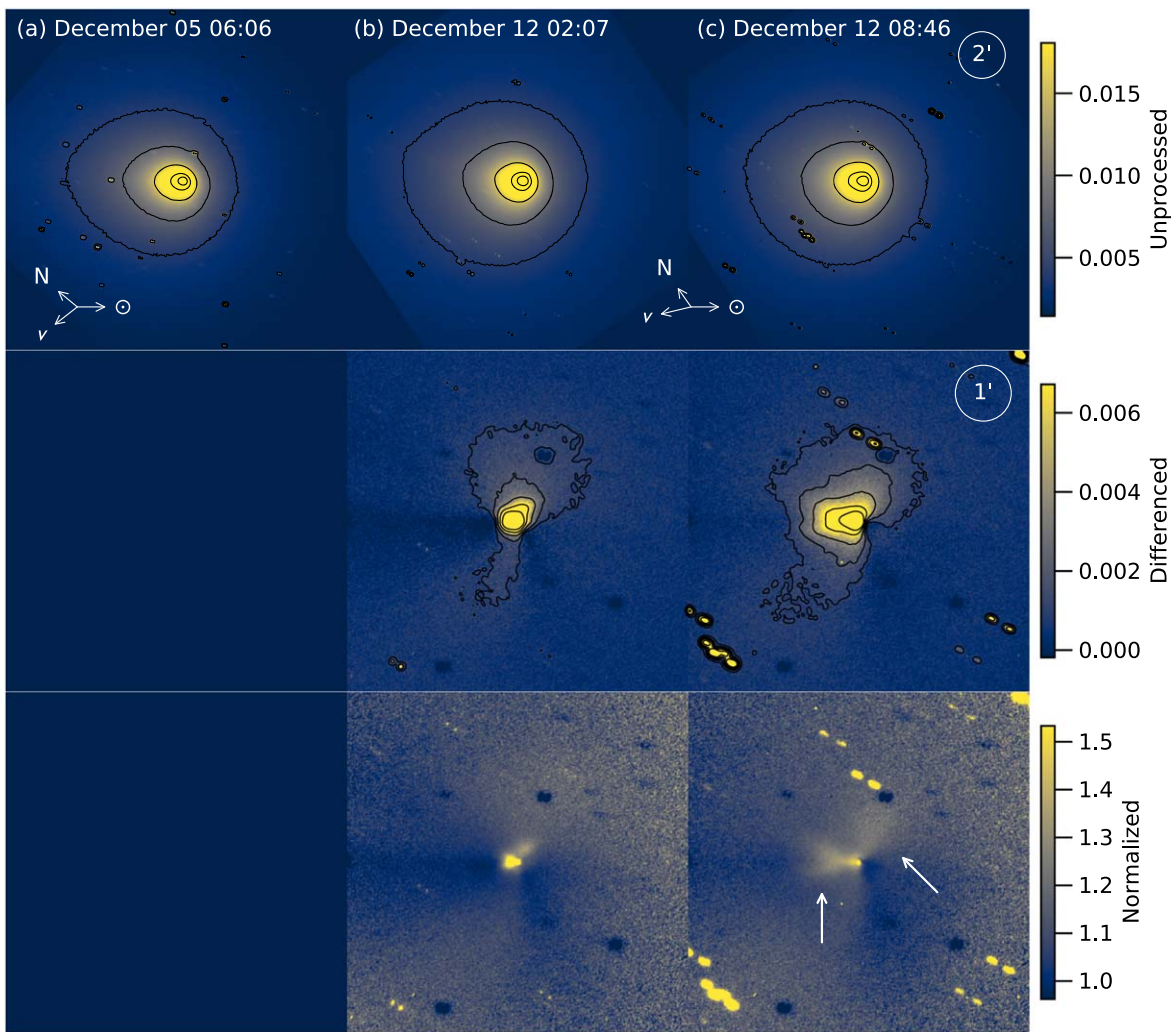 (a) December 05 06:06
(b) December 12 02:07
(c) December 12 08:46
2'
N
v
N
v
0.015
0.010
0.005
Unprocessed
1'
0.006
0.004
0.002
0.000
Differenced
1.5
1.4
1.3
1.2
1.1
1.0
Normalized